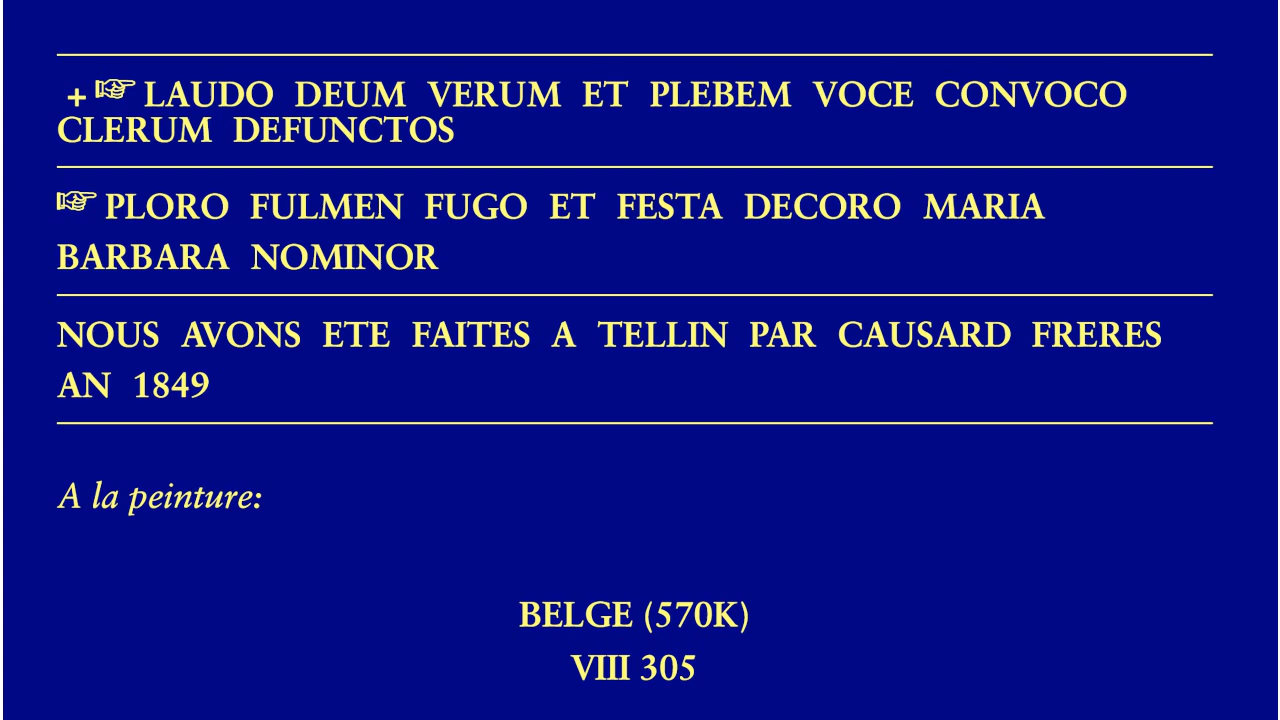 +☞ LAUDO DEUM VERUM ET PLEBEM VOCE CONVOCO
CLERUM DEFUNCTOS
☞ PLORO FULMEN FUGO ET FESTA DECORO MARIA
BARBARA NOMINOR
NOUS AVONS ETE FAITES A TELLIN PAR CAUSARD FRERES
AN 1849
A la peinture:
BELGE (570K)
VIII 305